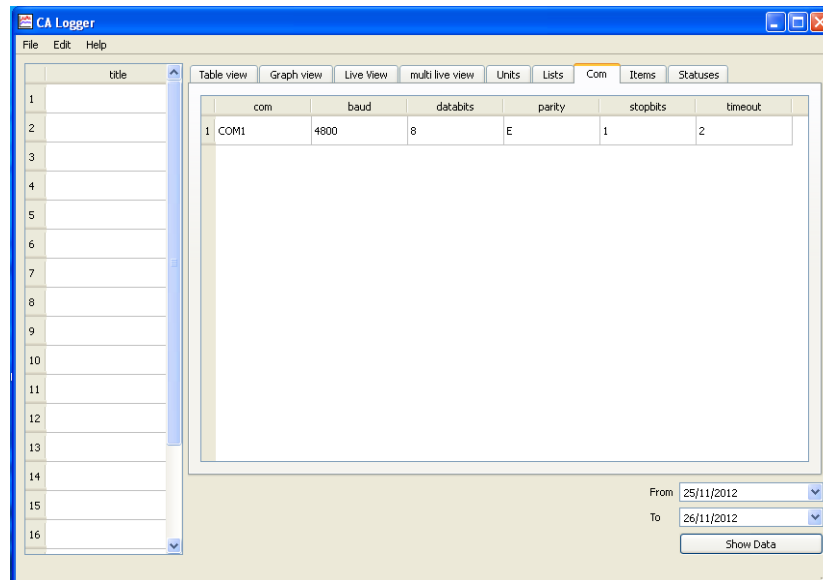 CA Logger
File Edit Help
title
1
2
3
4
5
6
7
8
9
10
11
12
13
14
15
16
Table view Graph view Live View multi live view Units Lists Com Items Statuses
com baud databits parity stopbits timeout
1 COM1 4800 8 E 1 2
From 25/11/2012
To 26/11/2012
Show Data